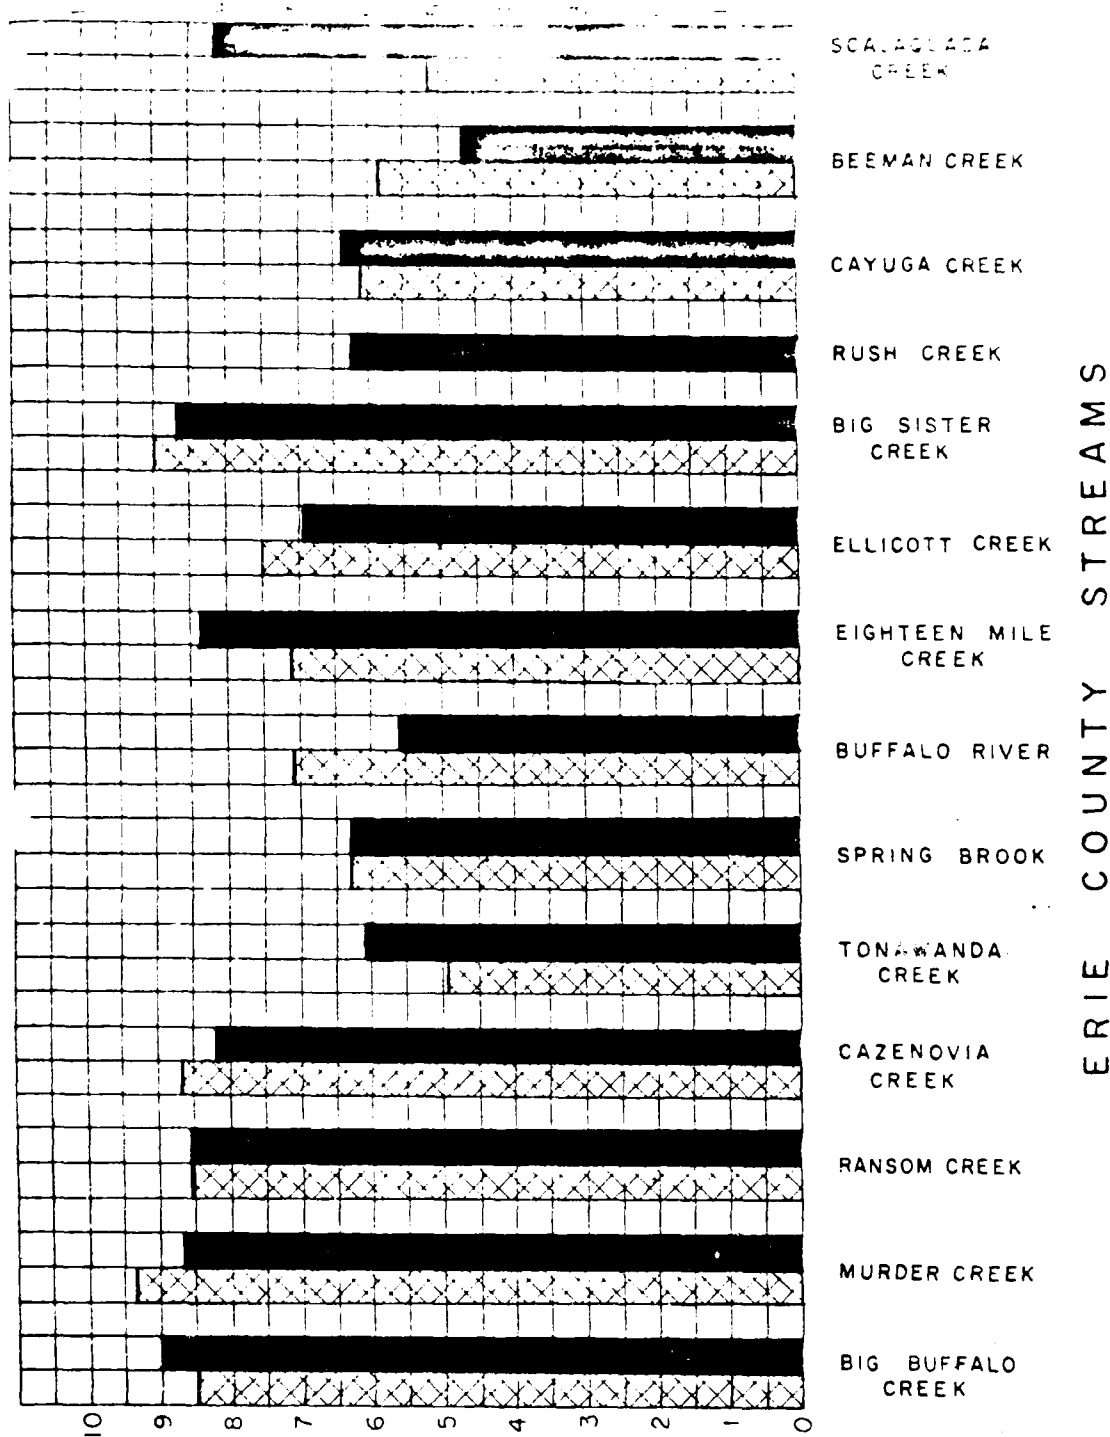 CREEK
BEEMAN CREEK
CAYUGA CREEK
RUSH CREEK
BIG SISTER
CREEK
ELLICOTT CREEK
EIGHTEEN MILE
CREEK
BUFFALO RIVER
SPRING BROOK
TONAWANDA
CREEK
CAZENOVIA
CREEK
RANSOM CREEK
MURDER CREEK
BIG BUFFALO
CREEK
ERIE COUNTY STREAMS
10 9 8 7 6 5 4 3 2 1 0